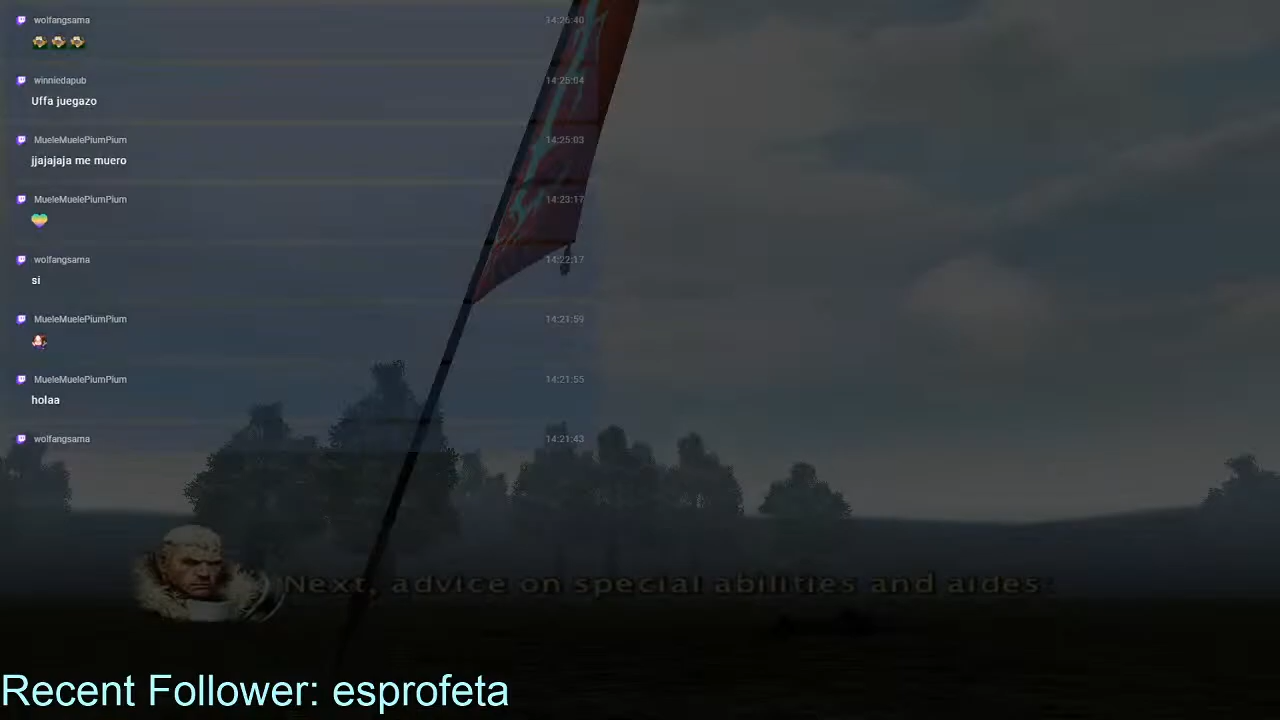 wolfangsama 14:26:40
winniedapub 14:25:04
Uffa juegazo
MueleMuelePiumPium 14:25:03
jjajajaja me muero
MueleMuelePiumPium 14:23:17
wolfangsama 14:22:17
si
MueleMuelePiumPium 14:21:59
MueleMuelePiumPium 14:21:55
holaa
wolfangsama 14:21:43
Next, advice on special abilities and aides.
Recent Follower: esprofeta